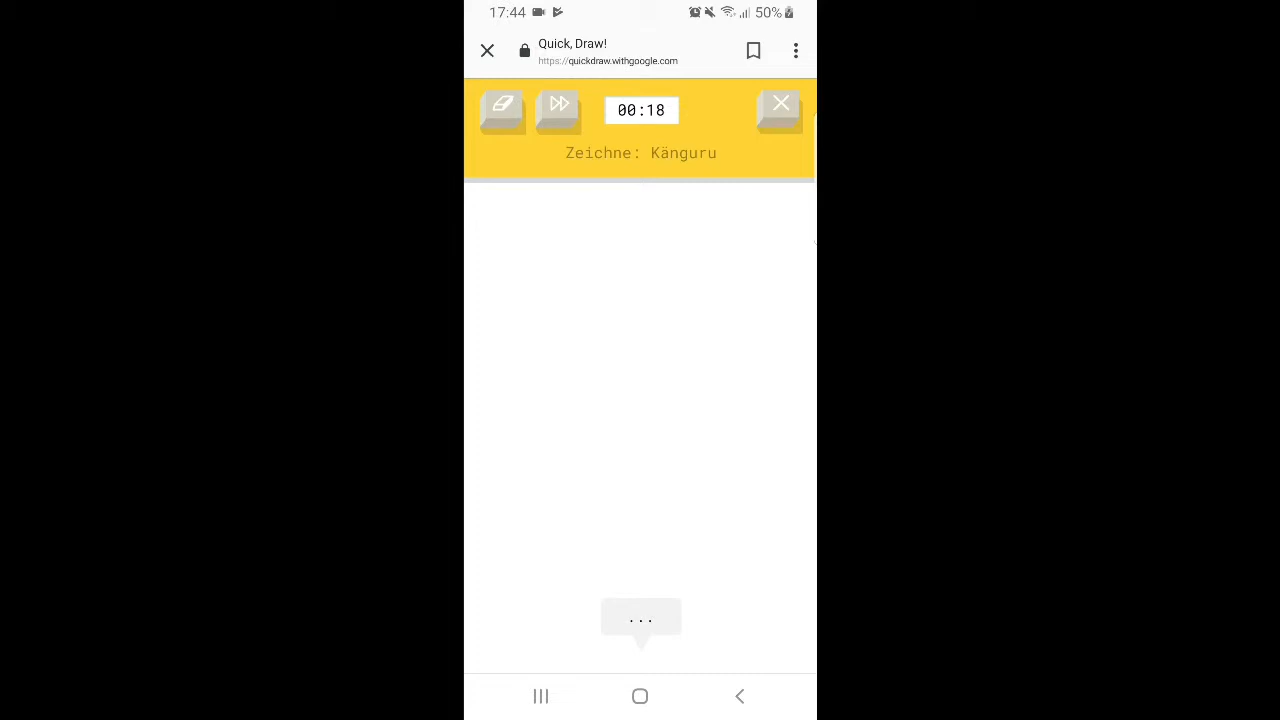 17:44 50%
Quick, Draw!
https://quickdraw.withgoogle.com
00:18
Zeichne: Känguru
...